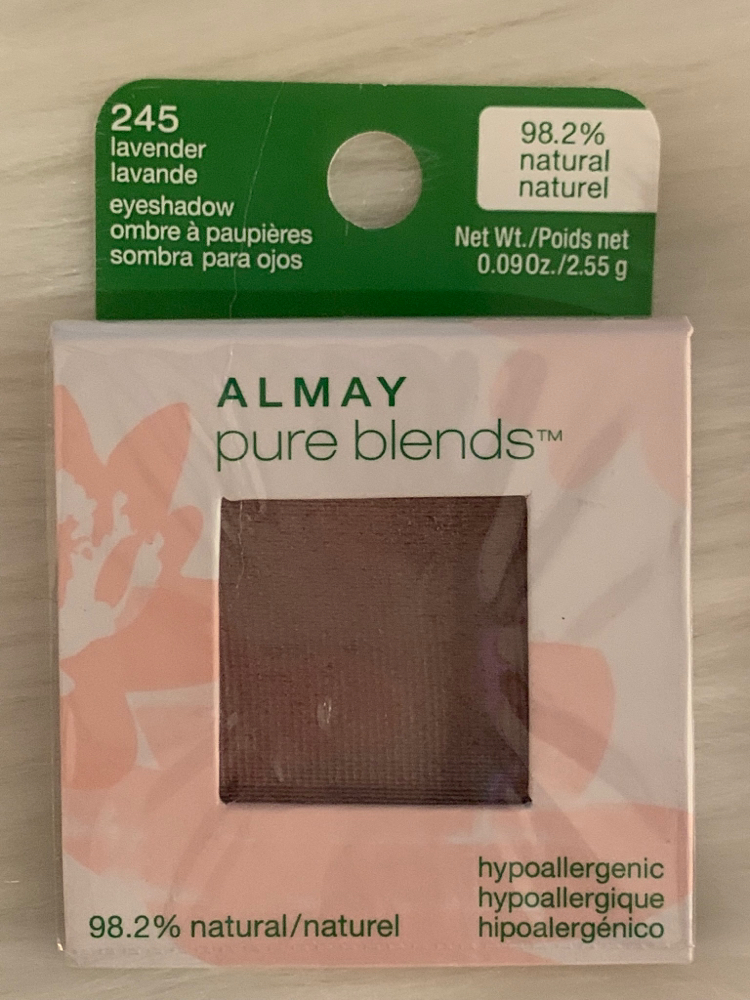 245
lavender
lavande
eyeshadow
ombre à paupières
sombra para ojos
98.2%
natural
naturel
Net Wt./Poids net
0.09 Oz./2.55 g
ALMAY
pure blends™
98.2% natural/naturel
hypoallergenic
hypoallergique
hipoalergénico